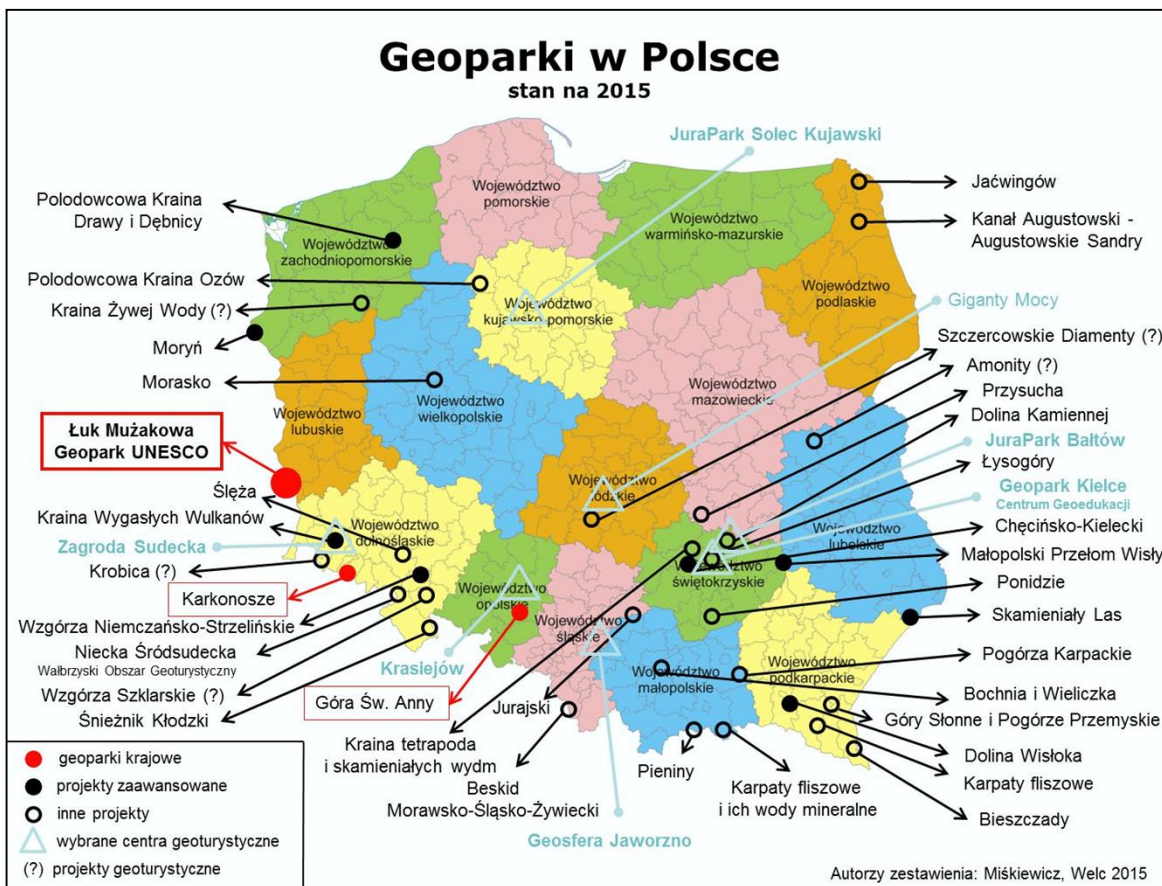 Geoparki w Polsce
stan na 2015
JuraPark Solec Kujawski
Polodowcowa Kraina
Drawy i Dębnicy
Polodowcowa Kraina Ozów
Kraina Żywej Wody (?)
Moryń
Morasko
Łuk Mużakowa
Geopark UNESCO
Ślęża
Kraina Wygasłych Wulkanów
Zagroda Sudecka
Krobica (?)
Karkonosze
Wzgórza Niemczańsko-Strzelińskie
Niecka Śródsudecka
Wałbrzyski Obszar Geoturystyczny
Wzgórza Szklarskie (?)
Śnieżnik Kłodzki
Województwo
pomorskie
Województwo
warmińsko-mazurskie
Województwo
zachodniopomorskie
Województwo
kujawsko-pomorskie
Województwo
podlaskie
Województwo
mazowieckie
Województwo
wielkopolskie
Województwo
lubuskie
Województwo
łódzkie
Województwo
dolnośląskie
Województwo
lubelskie
Województwo
świętokrzyskie
Województwo
opolskie
Województwo
śląskie
Województwo
małopolskie
Województwo
podkarpackie
Jaćwingów
Kanał Augustowski -
Augustowskie Sandry
Giganty Mocy
Szczercowskie Diamenty (?)
Amonity (?)
Przysucha
Dolina Kamiennej
JuraPark Bałtów
Łysogóry
Geopark Kielce
Centrum Geoedukacji
Chęcińsko-Kielecki
Małopolski Przełom Wisły
Ponidzie
Skamieniały Las
Pogórza Karpackie
Bochnia i Wieliczka
Góry Słonne i Pogórze Przemyskie
Dolina Wisłoka
Karpaty fliszowe
Bieszczady
Krasiejów
Góra Św. Anny
Jurajski
Kraina tetrapoda
i skamieniałych wydm
Beskid
Morawsko-Śląsko-Żywiecki
Geosfera Jaworzno
Pieniny
Karpaty fliszowe
i ich wody mineralne
geoparki krajowe
projekty zaawansowane
inne projekty
wybrane centra geoturystyczne
(?) projekty geoturystyczne
Autorzy zestawienia: Miśkiewicz, Welc 2015